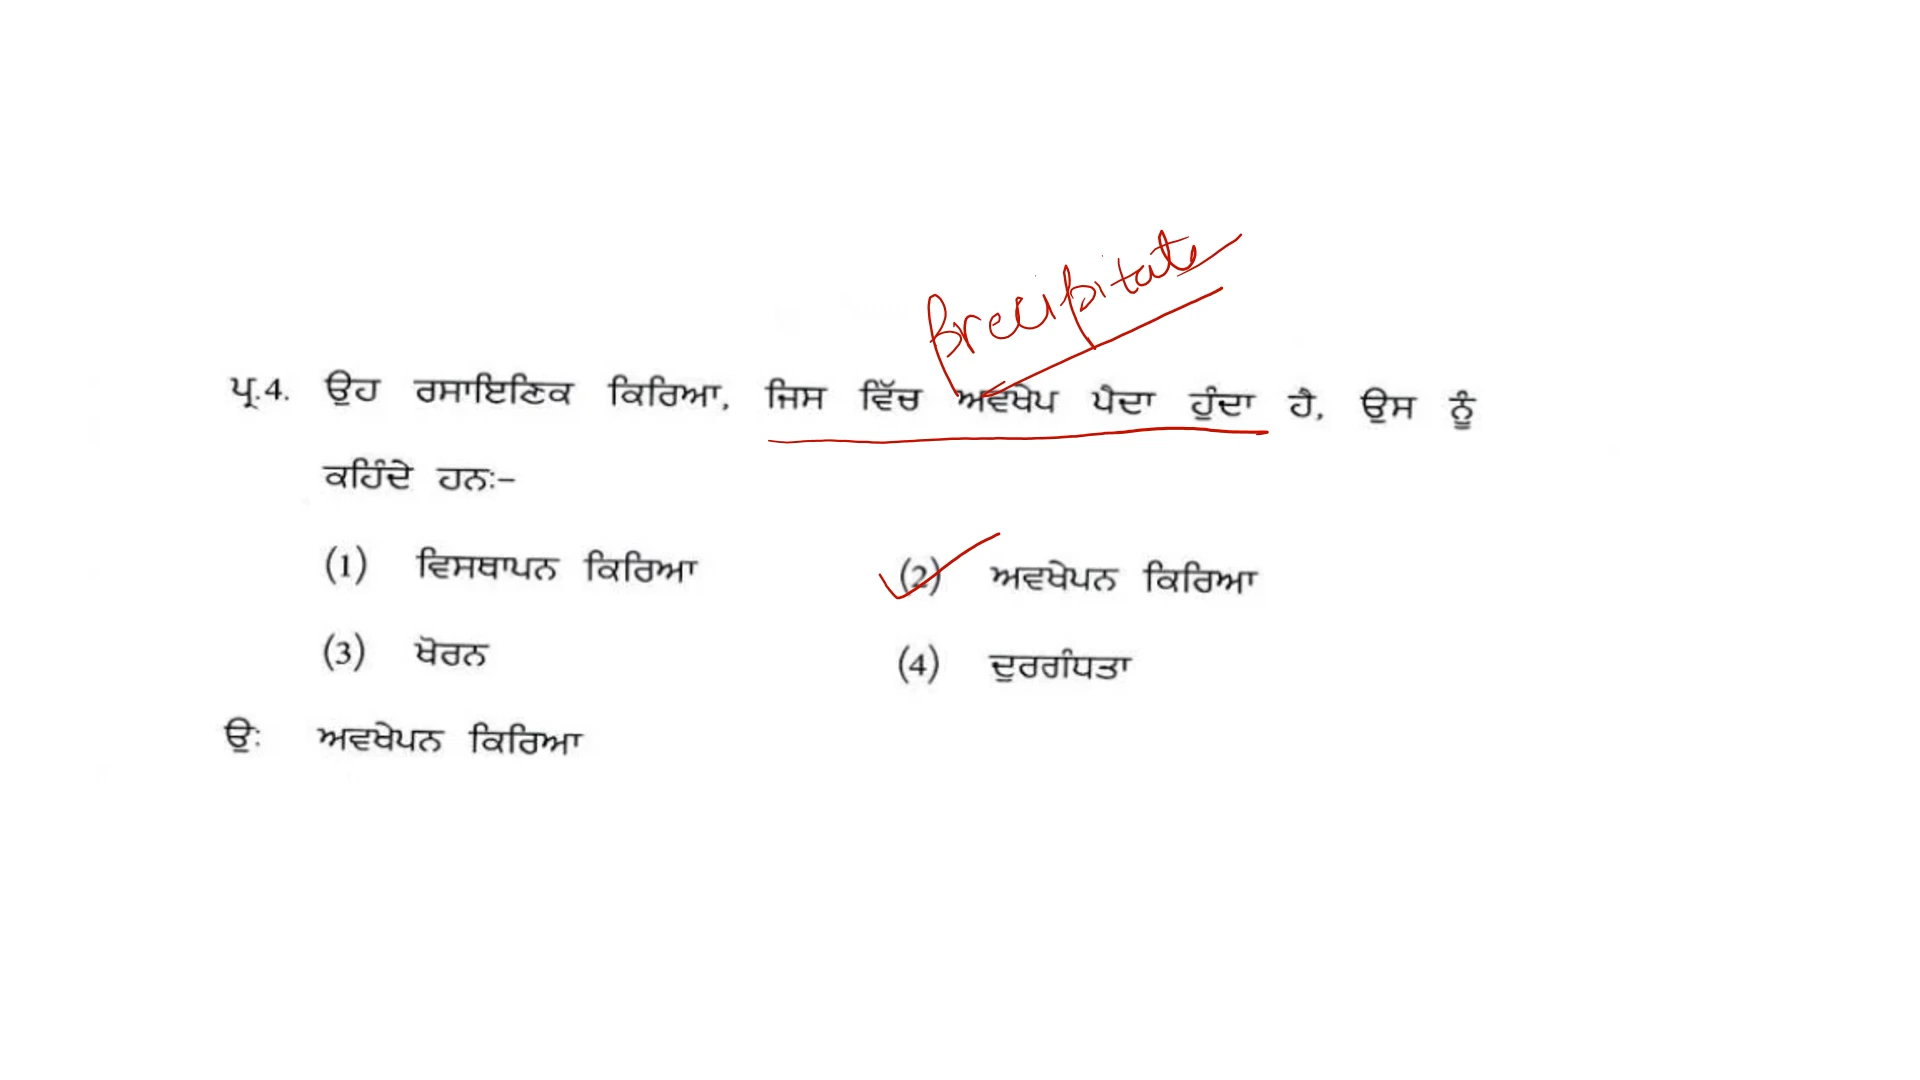 Precipitate
ਪ੍ਰ.4. ਉਹ ਰਸਾਇਣਿਕ ਕਿਰਿਆ, ਜਿਸ ਵਿੱਚ ਅਵਖੇਪ ਪੈਦਾ ਹੁੰਦਾ ਹੈ, ਉਸ ਨੂੰ
ਕਹਿੰਦੇ ਹਨ:-
(1) ਵਿਸਥਾਪਨ ਕਿਰਿਆ (2) ਅਵਖੇਪਨ ਕਿਰਿਆ
(3) ਖੋਰਨ (4) ਦੁਰਗੰਧਤਾ
ਉ: ਅਵਖੇਪਨ ਕਿਰਿਆ